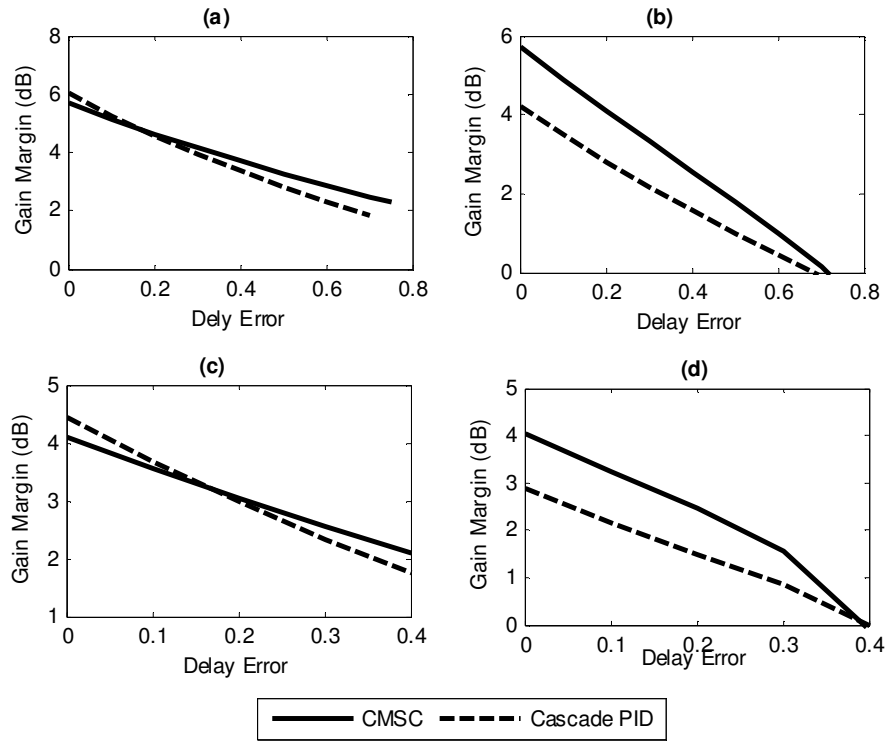 (a)
8
6
4
2
0
Gain Margin (dB)
0 0.2 0.4 0.6 0.8
Dely Error
(b)
6
4
2
0
Gain Margin (dB)
0 0.2 0.4 0.6 0.8
Delay Error
(c)
5
4
3
2
1
Gain Margin (dB)
0 0.1 0.2 0.3 0.4
Delay Error
(d)
5
4
3
2
1
0
Gain Margin (dB)
0 0.1 0.2 0.3 0.4
Delay Error
CMSC Cascade PID